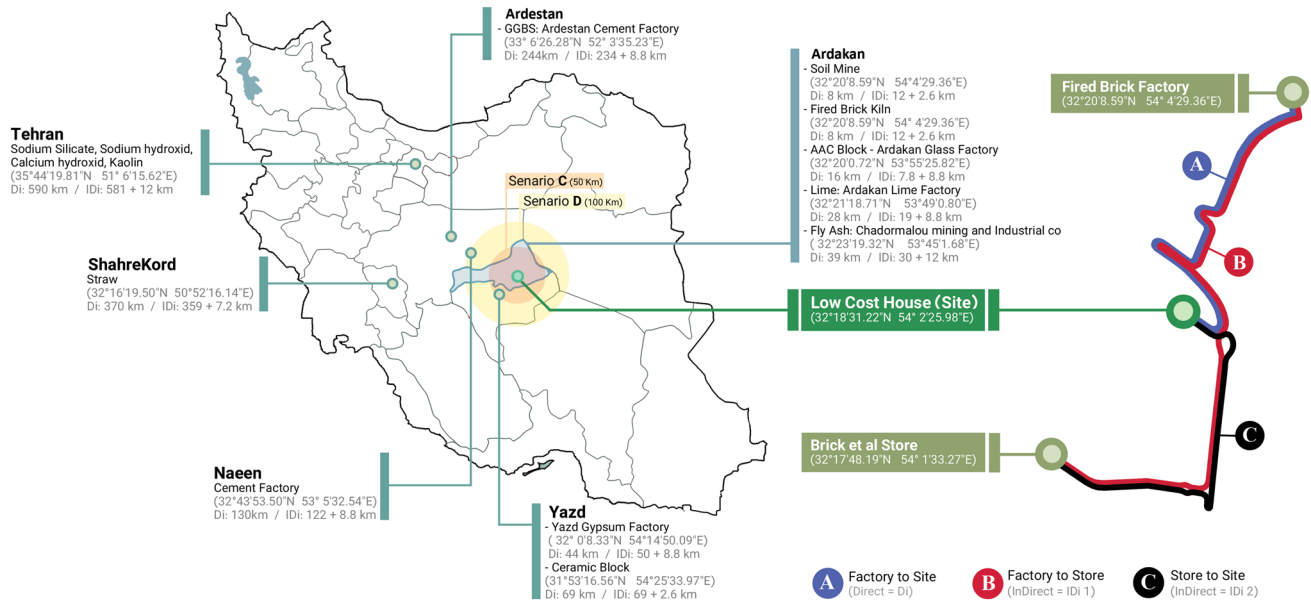 Ardestan
- GGBS: Ardestan Cement Factory
(33° 6'26.28"N 52° 3'35.23"E)
Di: 244km / IDi: 234 + 8.8 km
Tehran
Sodium Silicate, Sodium hydroxid,
Calcium hydroxid, Kaolin
(35°44'19.81"N 51° 6'15.62"E)
Di: 590 km / IDi: 581 + 12 km
ShahreKord
Straw
(32°16'19.50"N 50°52'16.14"E)
Di: 370 km / IDi: 359 + 7.2 km
Naeen
Cement Factory
(32°43'53.50"N 53° 5'32.54"E)
Di: 130km / IDi: 122 + 8.8 km
Yazd
- Yazd Gypsum Factory
( 32° 0'8.33"N 54°14'50.09"E)
Di: 44 km / IDi: 50 + 8.8 km
- Ceramic Block
(31°53'16.56"N 54°25'33.97"E)
Di: 69 km / IDi: 69 + 2.6 km
Senario C (50 Km)
Senario D (100 Km)
Ardakan
- Soil Mine
(32°20'8.59"N 54°4'29.36"E)
Di: 8 km / IDi: 12 + 2.6 km
- Fired Brick Kiln
(32°20'8.59"N 54° 4'29.36"E)
Di: 8 km / IDi: 12 + 2.6 km
- AAC Block - Ardakan Glass Factory
(32°20'0.72"N 53°55'25.82"E)
Di: 16 km / IDi: 7.8 + 8.8 km
- Lime: Ardakan Lime Factory
(32°21'18.71"N 53°49'0.80"E)
Di: 28 km / IDi: 19 + 8.8 km
- Fly Ash: Chadormalou mining and Industrial co
( 32°23'19.32"N 53°45'1.68"E)
Di: 39 km / IDi: 30 + 12 km
Fired Brick Factory
(32°20'8.59"N 54° 4'29.36"E)
A
B
Low Cost House (Site)
(32°18'31.22"N 54° 2'25.98"E)
C
Brick et al Store
(32°17'48.19"N 54° 1'33.27"E)
A Factory to Site
(Direct = Di)
B Factory to Store
(InDirect = IDi 1)
C Store to Site
(InDirect = IDi 2)